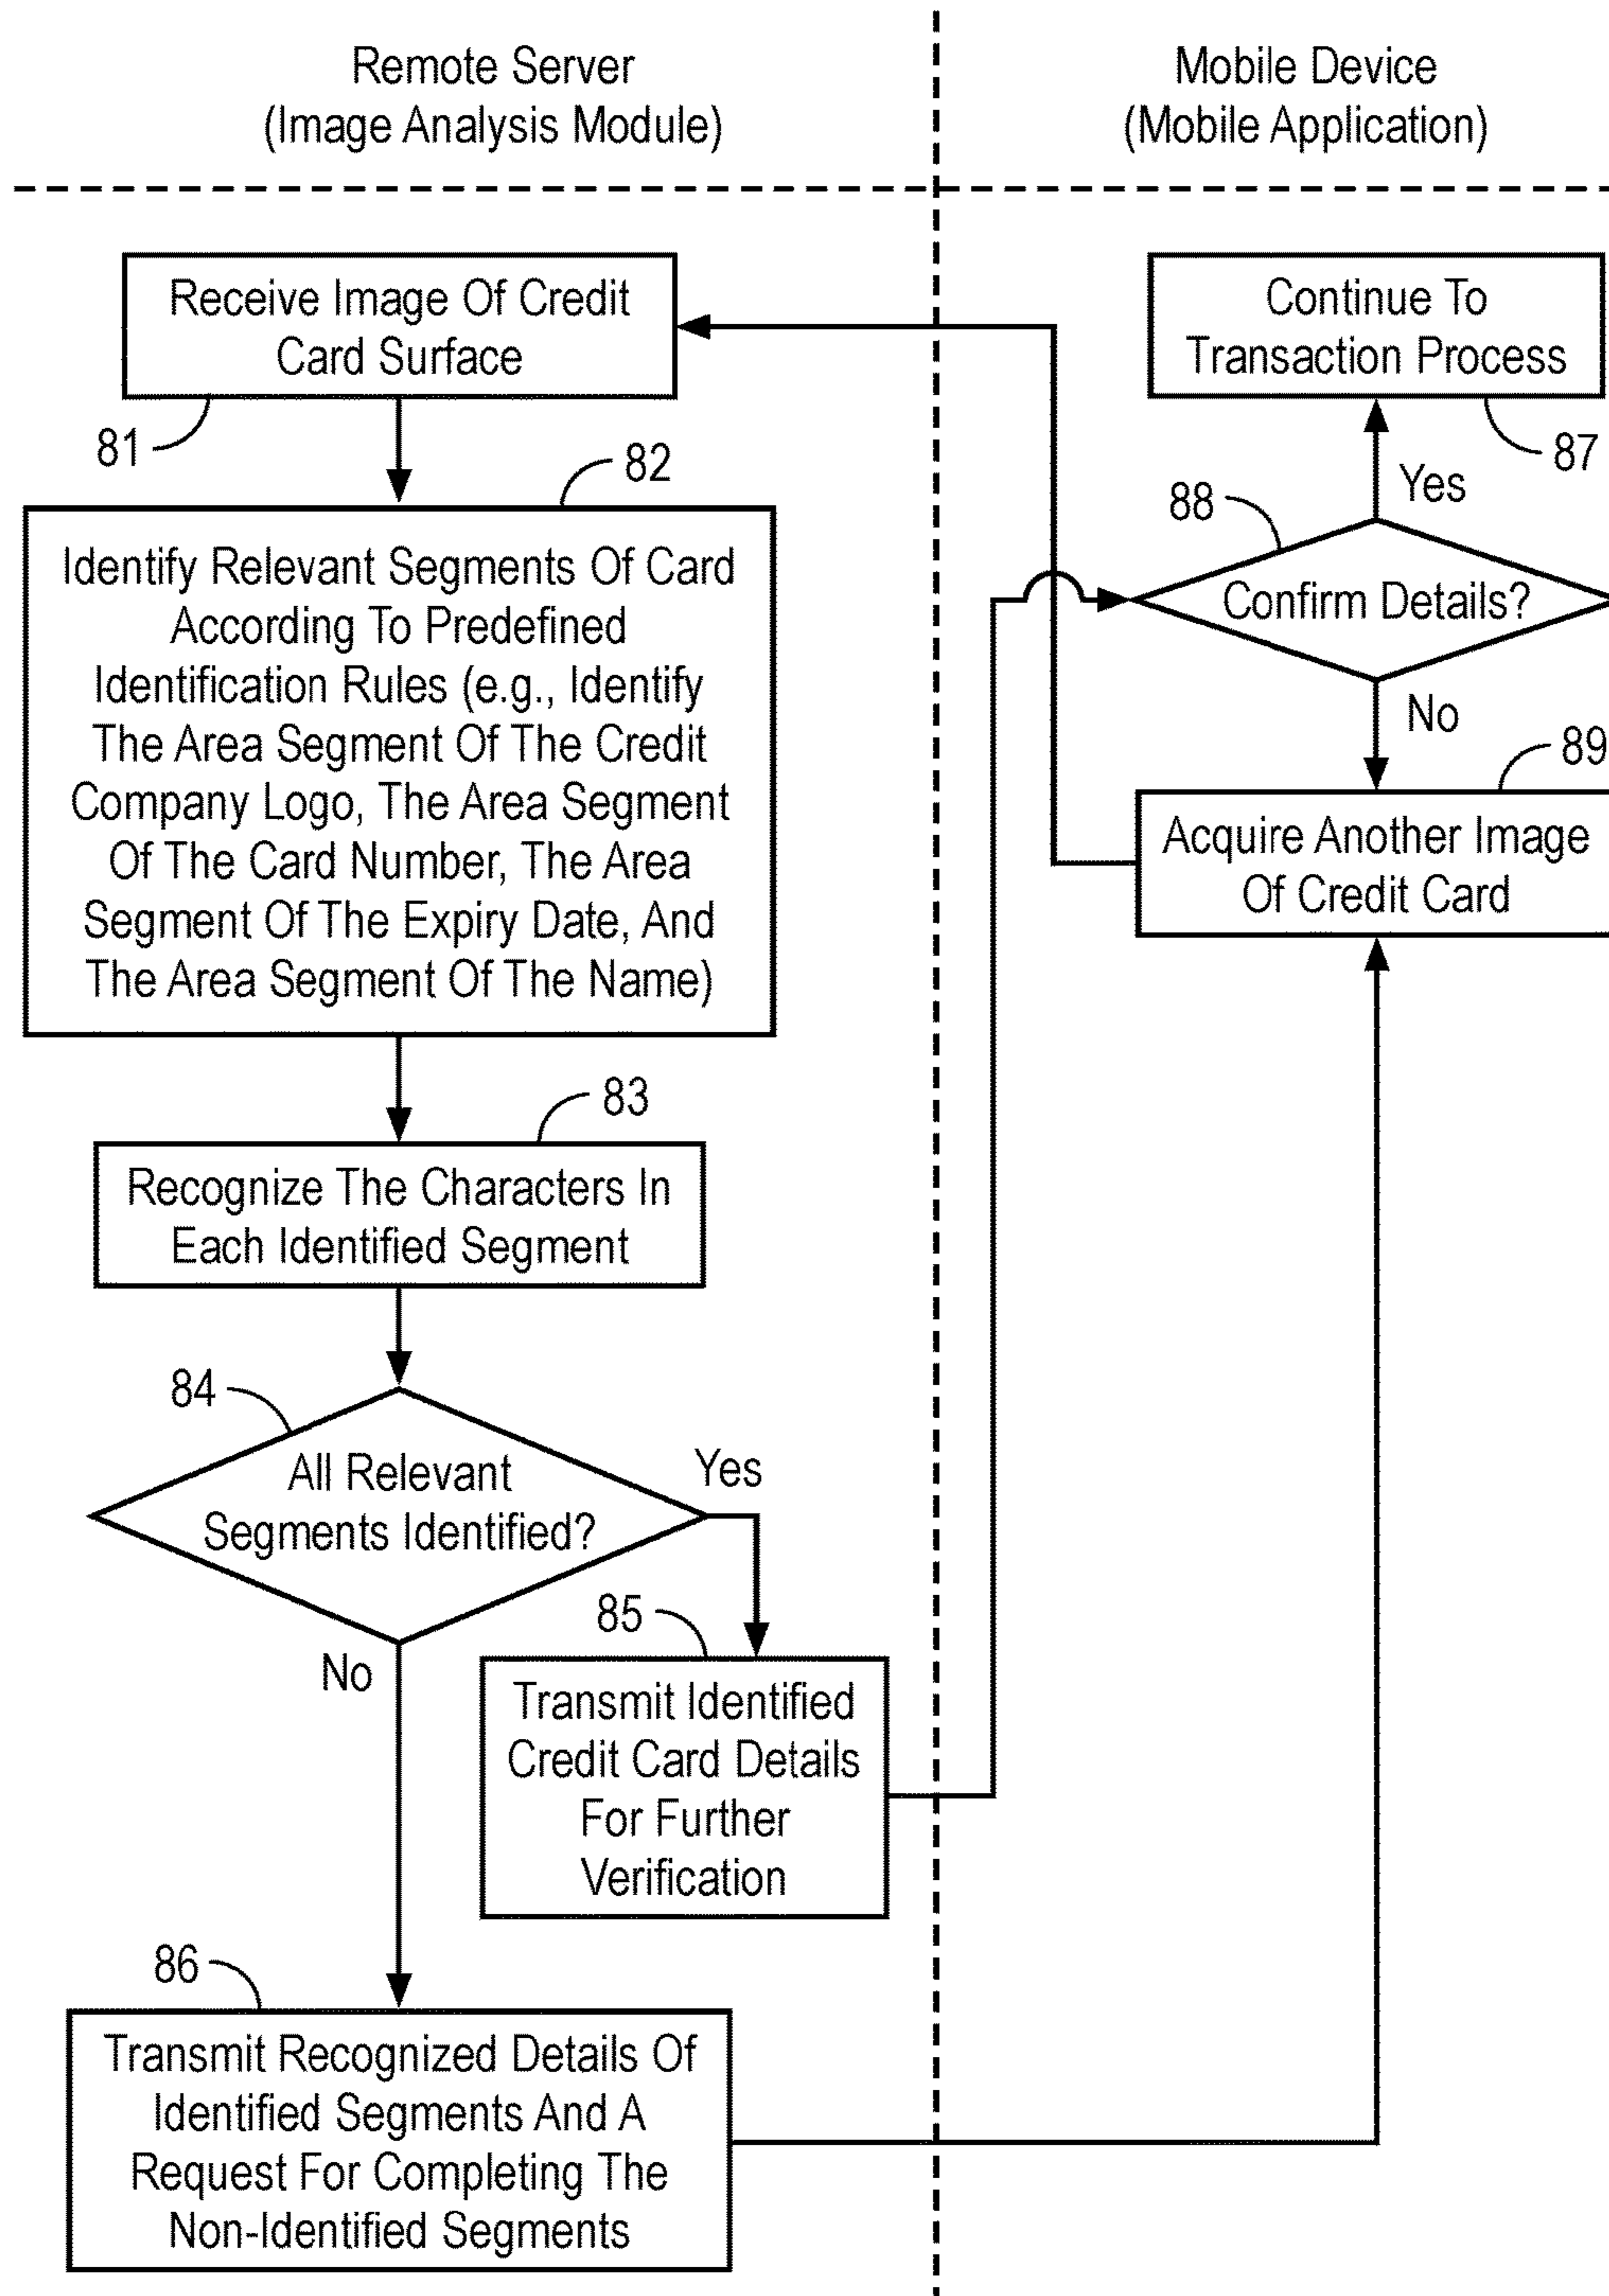 Remote Server
(Image Analysis Module)
Mobile Device
(Mobile Application)
Receive Image Of Credit
Card Surface
81
82
Identify Relevant Segments Of Card
According To Predefined
Identification Rules (e.g., Identify
The Area Segment Of The Credit
Company Logo, The Area Segment
Of The Card Number, The Area
Segment Of The Expiry Date, And
The Area Segment Of The Name)
83
Recognize The Characters In
Each Identified Segment
84
All Relevant
Segments Identified?
Yes
No
85
Transmit Identified
Credit Card Details
For Further
Verification
86
Transmit Recognized Details Of
Identified Segments And A
Request For Completing The
Non-Identified Segments
Continue To
Transaction Process
87
Yes
88
Confirm Details?
No
89
Acquire Another Image
Of Credit Card